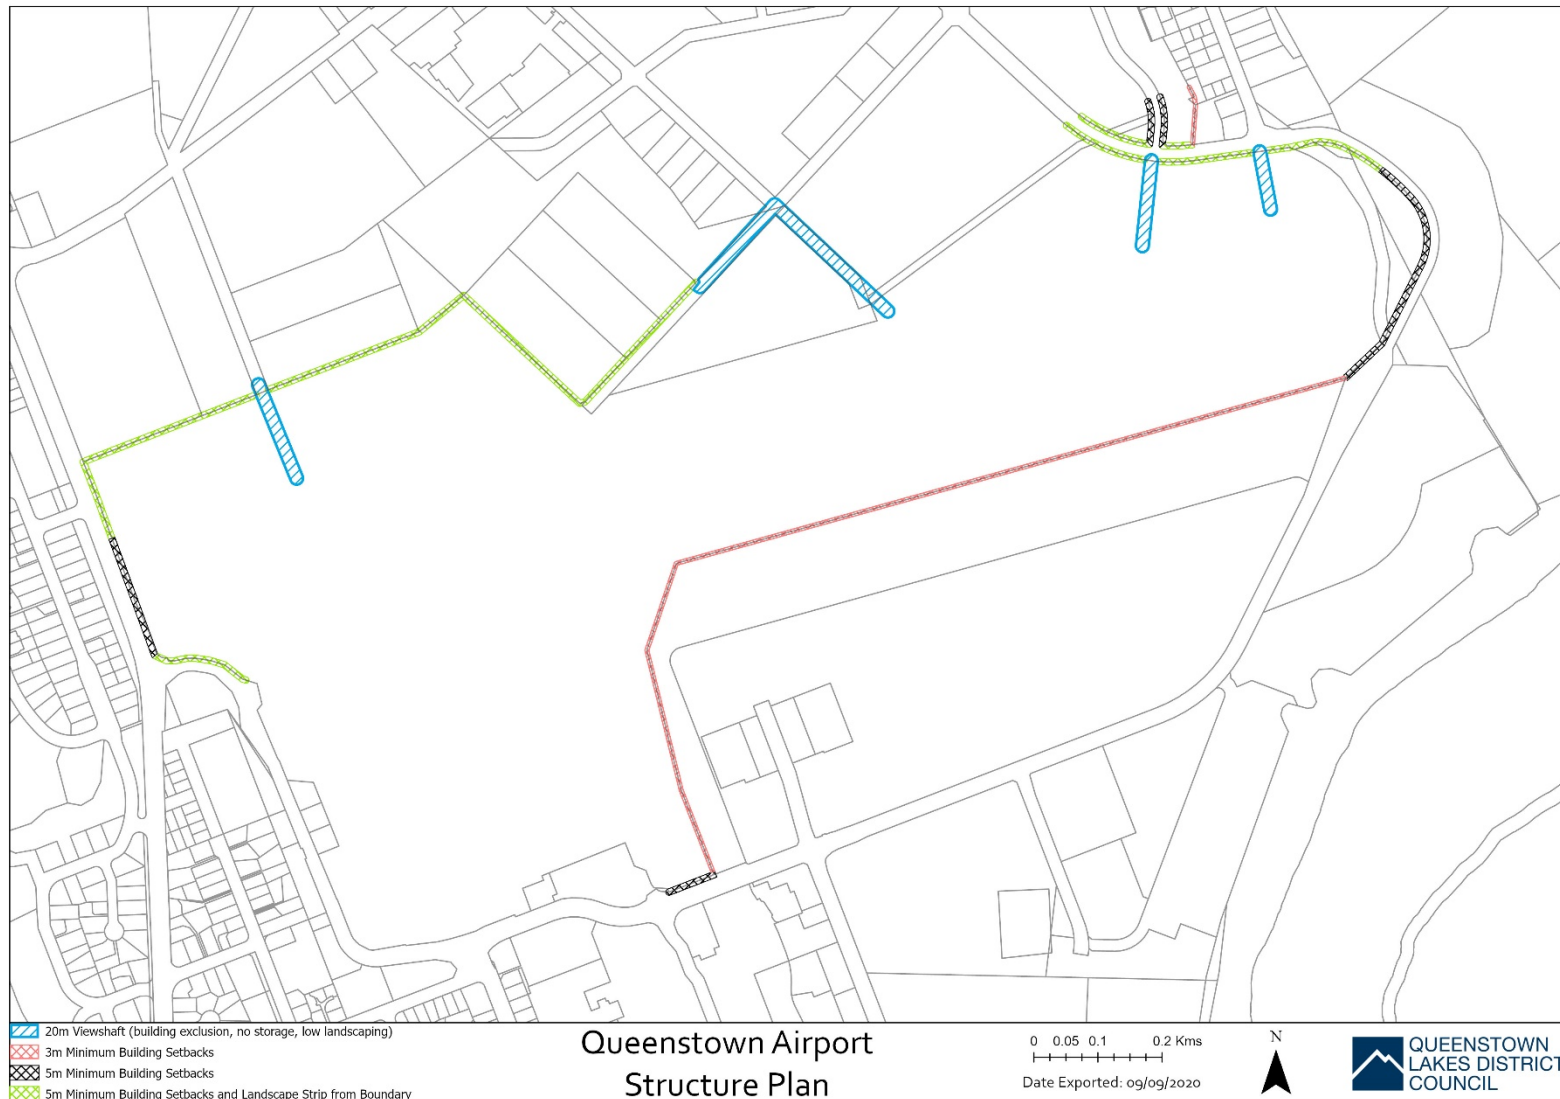 20m Viewshaft (building exclusion, no storage, low landscaping)
3m Minimum Building Setbacks
5m Minimum Building Setbacks
5m Minimum Building Setbacks and Landscape Strip from Boundary
Queenstown Airport
Structure Plan
0 0.05 0.1 0.2 Kms
Date Exported: 09/09/2020
N
QUEENSTOWN
LAKES DISTRICT
COUNCIL